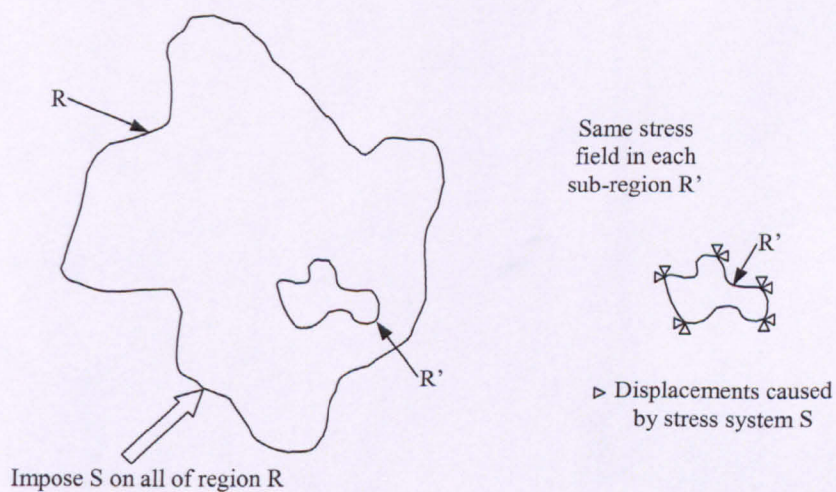 R
Same stress
field in each
sub-region R’
R’
R’
▹ Displacements caused
by stress system S
Impose S on all of region R